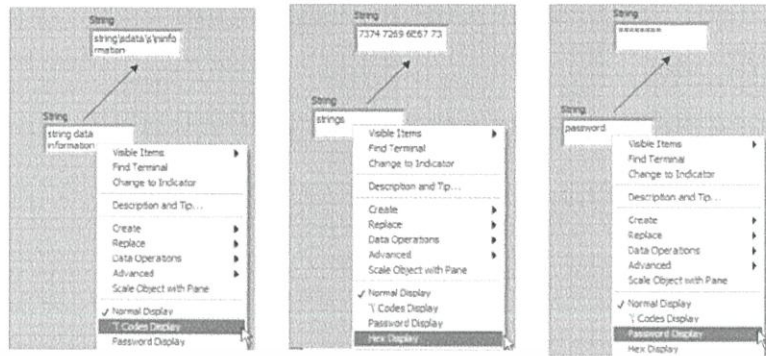 String
string\sdata\s\r\ninfo
rmation
String
string data
information
Visible Items
Find Terminal
Change to Indicator
Description and Tip...
Create
Replace
Data Operations
Advanced
Scale Object with Pane
✓ Normal Display
'\' Codes Display
Password Display
String
7374 7269 6E67 73
String
strings
Visible Items
Find Terminal
Change to Indicator
Description and Tip...
Create
Replace
Data Operations
Advanced
Scale Object with Pane
✓ Normal Display
'\' Codes Display
Password Display
Hex Display
String
********
String
password
Visible Items
Find Terminal
Change to Indicator
Description and Tip...
Create
Replace
Data Operations
Advanced
Scale Object with Pane
✓ Normal Display
'\' Codes Display
Password Display
Hex Display